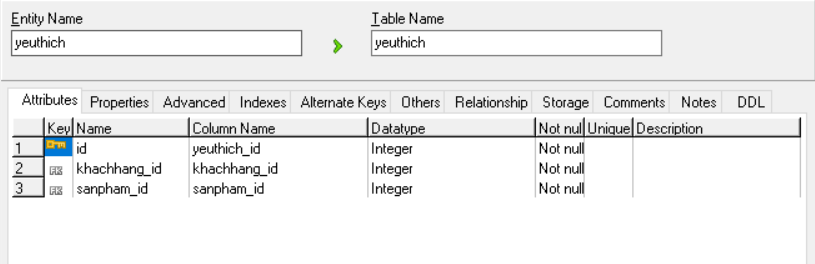 Entity Name Table Name
yeuthich yeuthich
Attributes Properties Advanced Indexes Alternate Keys Others Relationship Storage Comments Notes DDL
Key Name Column Name Datatype Not nul Unique Description
1 id yeuthich_id Integer Not null
2 khachhang_id khachhang_id Integer Not null
3 sanpham_id sanpham_id Integer Not null